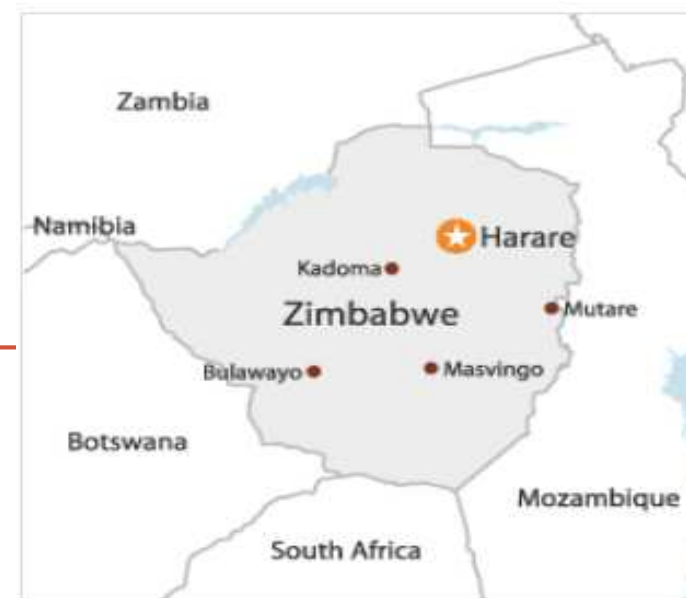 Zambia
Namibia
Harare
Kadoma
Zimbabwe
Mutare
Bulawayo
Masvingo
Botswana
Mozambique
South Africa